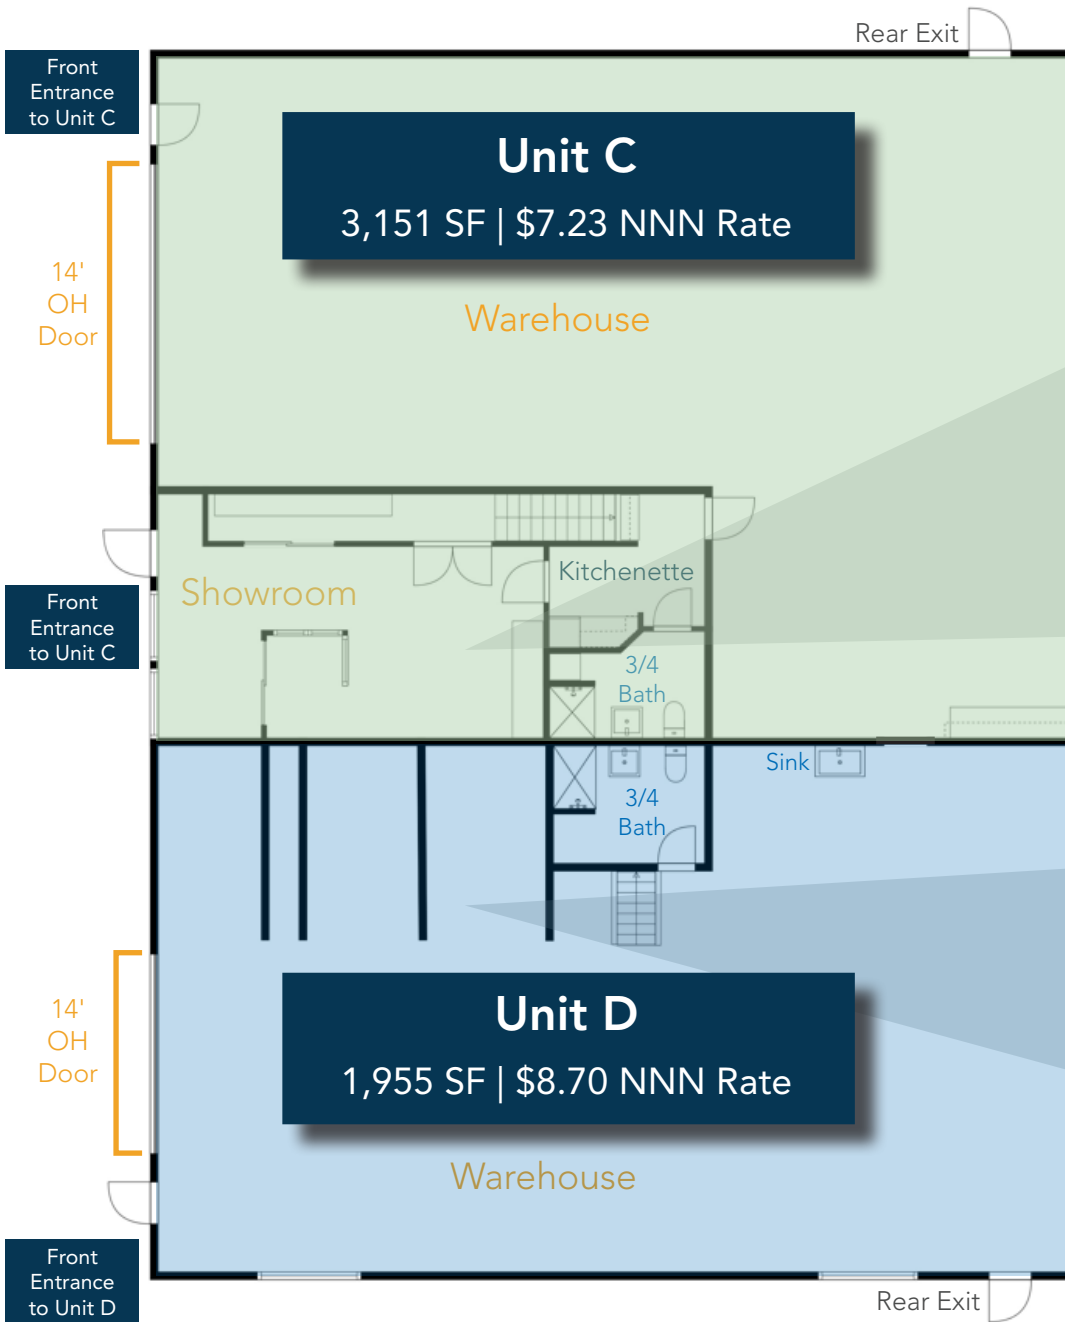 Rear Exit
Front
Entrance
to Unit C
Unit C
3,151 SF | $7.23 NNN Rate
14'
OH
Door
Warehouse
Kitchenette
Showroom
Front
Entrance
to Unit C
3/4
Bath
Sink
3/4
Bath
Unit D
1,955 SF | $8.70 NNN Rate
14'
OH
Door
Warehouse
Front
Entrance
to Unit D
Rear Exit